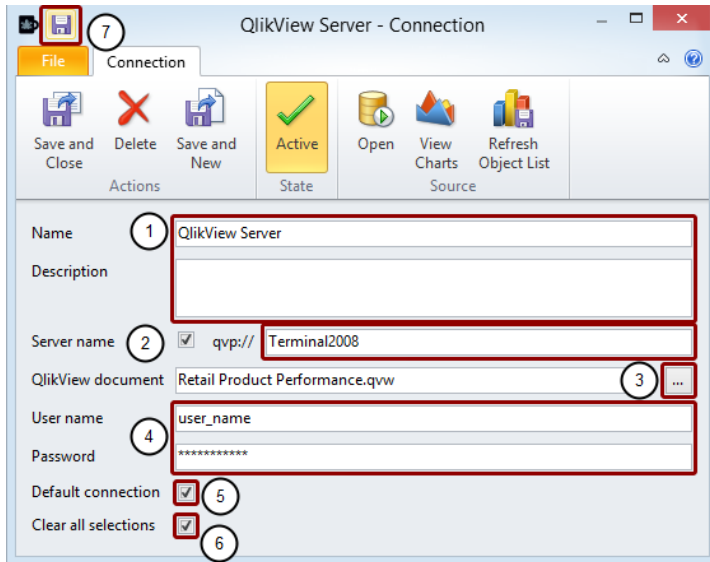 7
QlikView Server - Connection
File Connection
Save and Close
Delete
Save and New
Active
Open
View Charts
Refresh Object List
Actions State Source
Name 1 QlikView Server
Description
Server name 2 qvp:// Terminal2008
QlikView document Retail Product Performance.qvw 3 ...
User name user_name
4
Password ***********
Default connection 5
Clear all selections 6